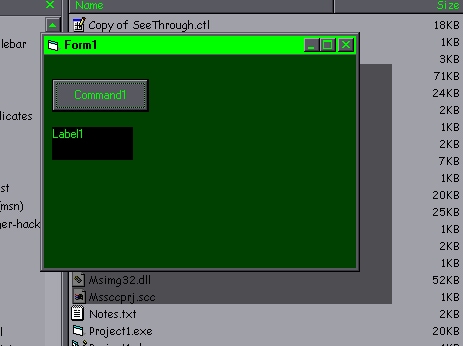 Name Size
Copy of SeeThrough.ctl 18KB
lebar 1KB
Form1
3KB
71KB
Command1 24KB
licates 2KB
Label1 1KB
2KB
7KB
st 1KB
(msn) 20KB
ger-hack 25KB
1KB
2KB
1KB
Msimg32.dll 52KB
Mssccprj.scc 1KB
Notes.txt 2KB
Project1.exe 20KB